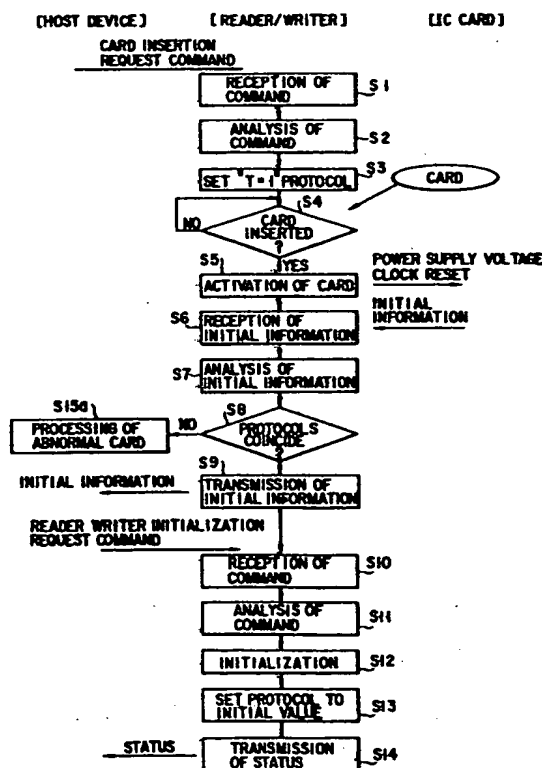 [HOST DEVICE] [READER/WRITER] [IC CARD]
CARD INSERTION
REQUEST COMMAND
RECEPTION OF
COMMAND
S1
ANALYSIS OF
COMMAND
S2
S3
SET "T=1" PROTOCOL
CARD
S4
NO
CARD
INSERTED
?
YES
S5
ACTIVATION OF CARD
POWER SUPPLY VOLTAGE
CLOCK RESET
S6
RECEPTION OF
INITIAL INFORMATION
INITIAL
INFORMATION
S7
ANALYSIS OF
INITIAL INFORMATION
S8
PROTOCOLS
COINCIDE
?
NO
S15a
PROCESSING OF
ABNORMAL CARD
S9
INITIAL INFORMATION
TRANSMISSION OF
INITIAL INFORMATION
READER WRITER INITIALIZATION
REQUEST COMMAND
RECEPTION OF
COMMAND
S10
ANALYSIS OF
COMMAND
S11
INITIALIZATION
S12
SET PROTOCOL TO
INITIAL VALUE
S13
STATUS
TRANSMISSION
OF STATUS
S14